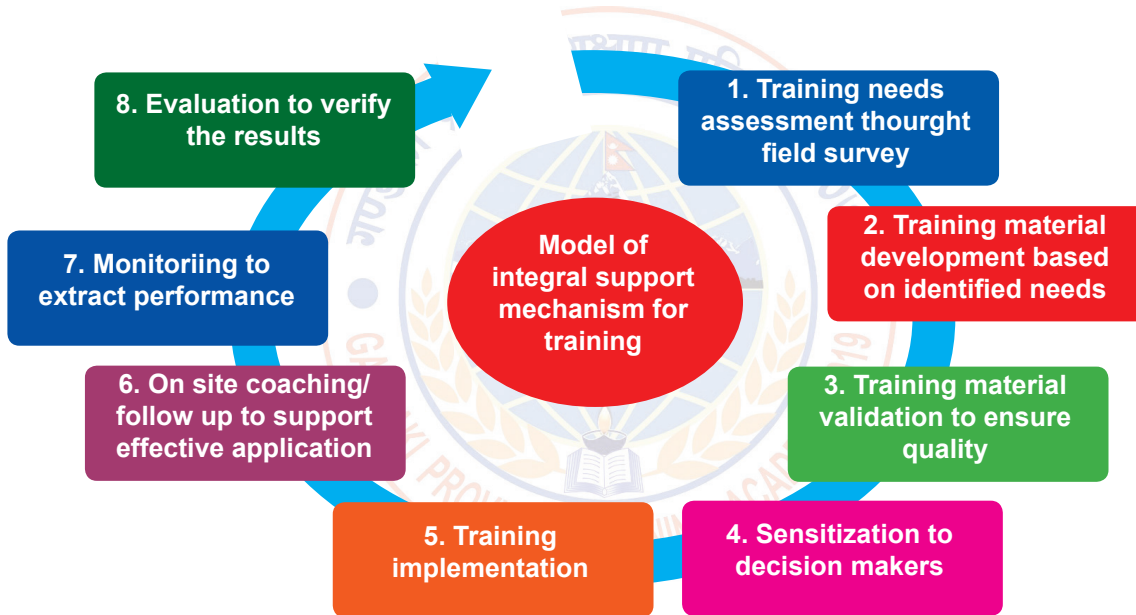 Model of
integral support
mechanism for
training
1. Training needs
assessment thourght
field survey
2. Training material
development based
on identified needs
3. Training material
validation to ensure
quality
4. Sensitization to
decision makers
5. Training
implementation
6. On site coaching/
follow up to support
effective application
7. Monitoriing to
extract performance
8. Evaluation to verify
the results